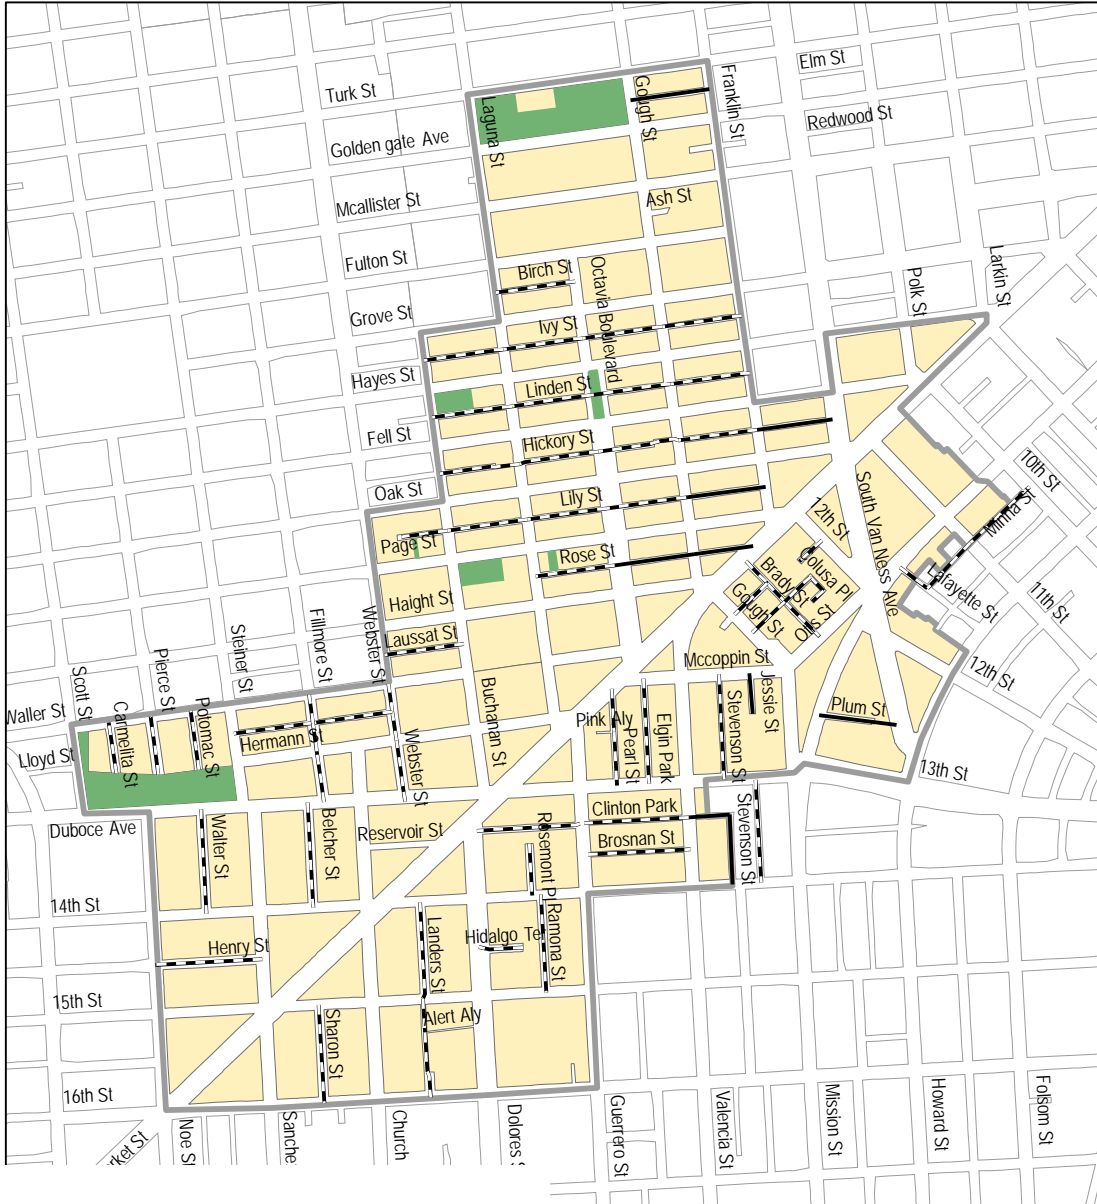 Elm St
Turk St
Laguna St
Gough St
Franklin St
Redwood St
Golden gate Ave
Mcallister St
Ash St
Fulton St
Birch St
Octavia Boulevard
Polk St
Larkin St
Grove St
Ivy St
Hayes St
Linden St
Fell St
Hickory St
10th St
Oak St
Lily St
South Van Ness Ave
Minna St
12th St
Page St
Rose St
Brady St
Colusa Pl
Lafayette St
11th St
Haight St
Gough St
Otis St
Laussat St
Webster St
Fillmore St
Steiner St
Mccoppin St
12th St
Scott St
Pierce St
Potomac St
Buchanan St
Jessie St
Waller St
Carmelita St
Hermann St
Webster St
Pink Aly
Pearl St
Elgin Park
Stevenson St
Plum St
Lloyd St
13th St
Duboce Ave
Walter St
Belcher St
Reservoir St
Rosemont Pl
Clinton Park
Brosnan St
Stevenson St
14th St
Henry St
Landers St
Hidalgo Ter
Ramona St
15th St
Sharon St
Alert Aly
16th St
Noe St
Church
Dolores
Guerrero St
Valencia St
Mission St
Howard St
Folsom St